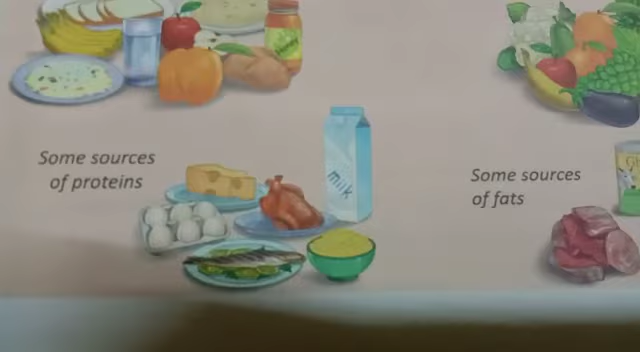 Some sources
of proteins
milk
Some sources
of fats